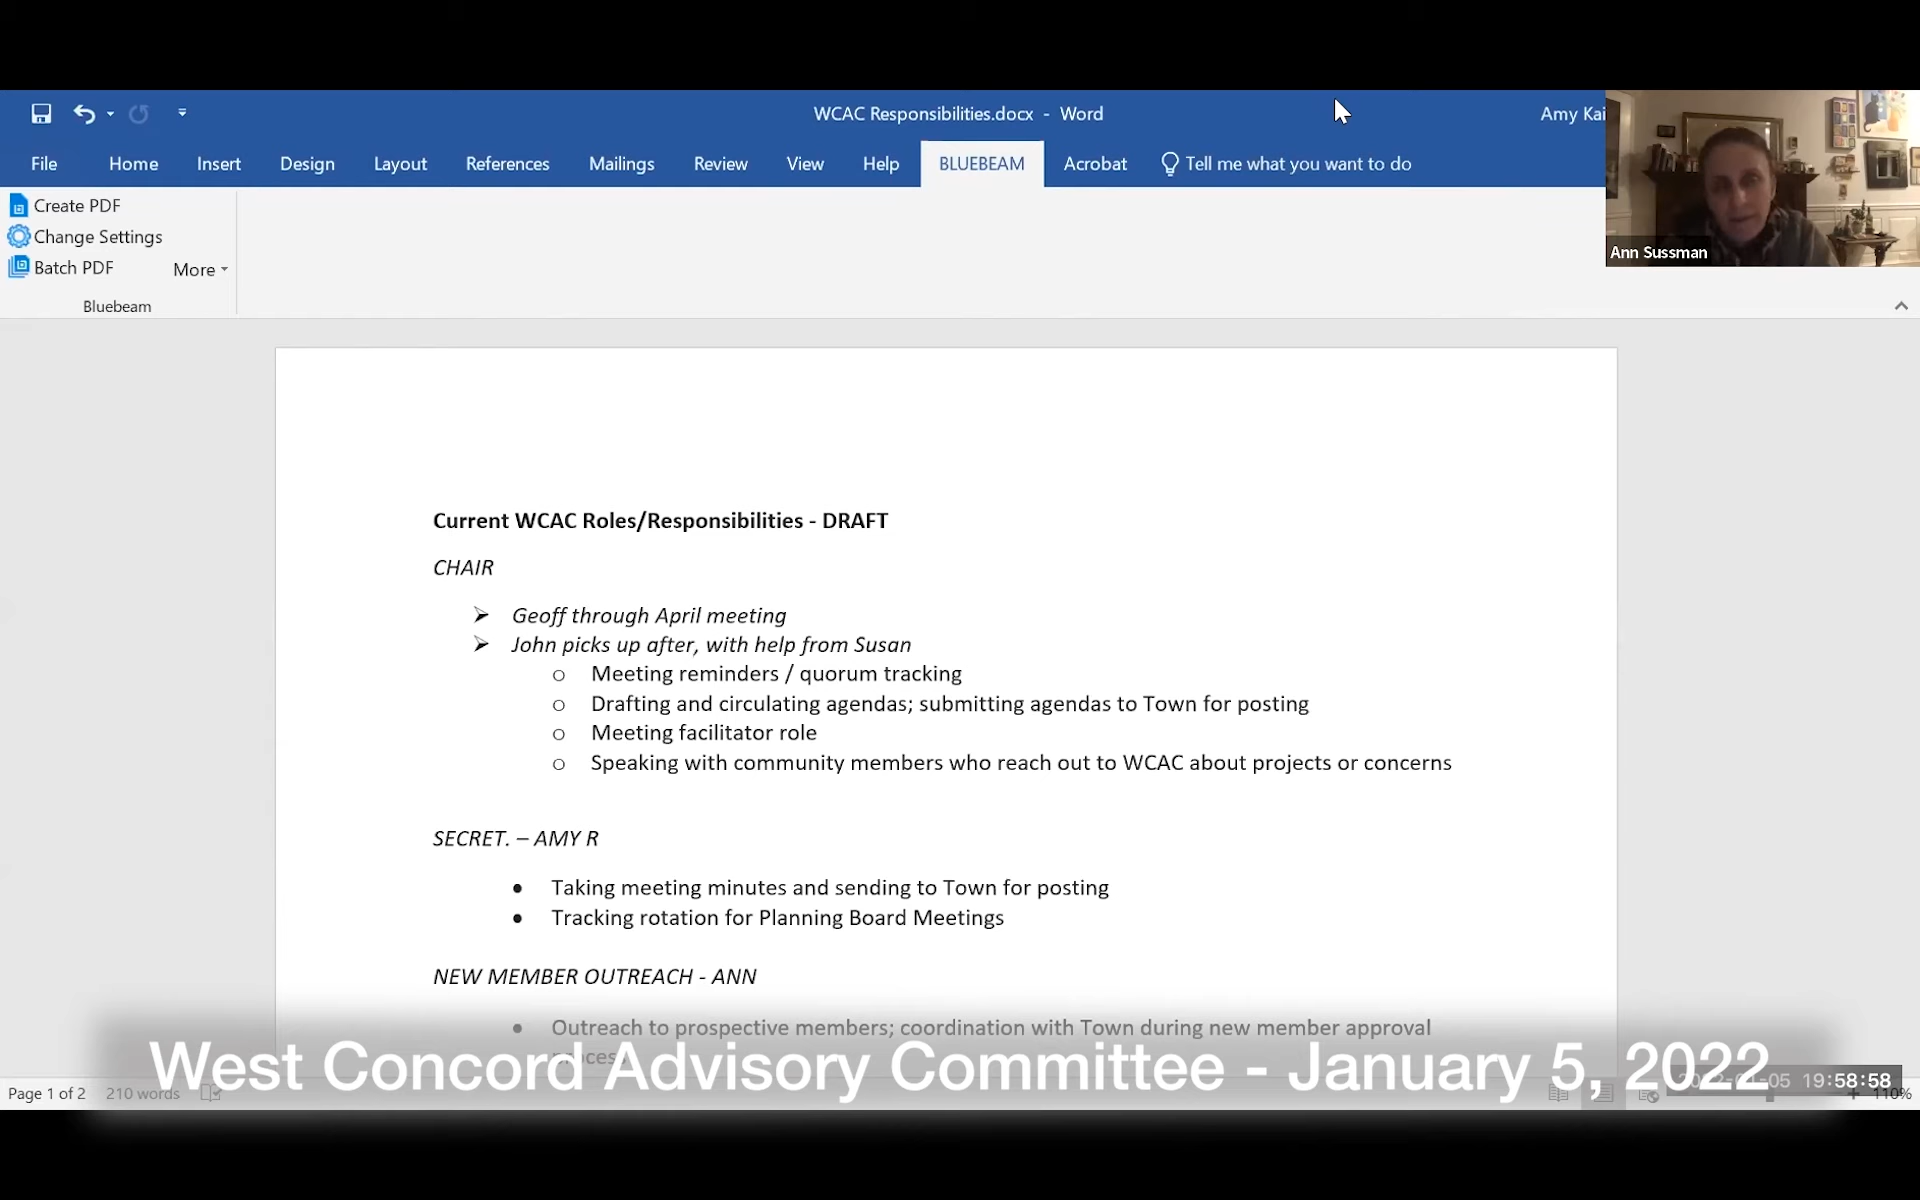 WCAC Responsibilities.docx - Word
Amy Kai
File Home Insert Design Layout References Mailings Review View Help BLUEBEAM Acrobat Tell me what you want to do
Create PDF
Change Settings
Batch PDF
More
Bluebeam
Ann Sussman
Current WCAC Roles/Responsibilities - DRAFT
CHAIR
➢ Geoff through April meeting
➢ John picks up after, with help from Susan
o Meeting reminders / quorum tracking
o Drafting and circulating agendas; submitting agendas to Town for posting
o Meeting facilitator role
o Speaking with community members who reach out to WCAC about projects or concerns
SECRET. – AMY R
• Taking meeting minutes and sending to Town for posting
• Tracking rotation for Planning Board Meetings
NEW MEMBER OUTREACH - ANN
• Outreach to prospective members; coordination with Town during new member approval
West Concord Advisory Committee - January 5, 2022
19:58:58
Page 1 of 2 210 words
110%